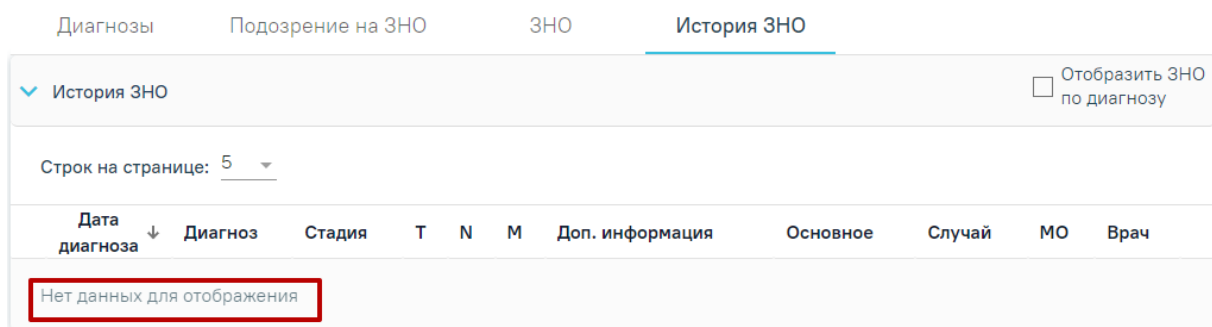 Диагнозы Подозрение на ЗНО ЗНО История ЗНО
История ЗНО
Отобразить ЗНО
по диагнозу
Строк на странице: 5
Дата
диагноза Диагноз Стадия T N M Доп. информация Основное Случай МО Врач
Нет данных для отображения